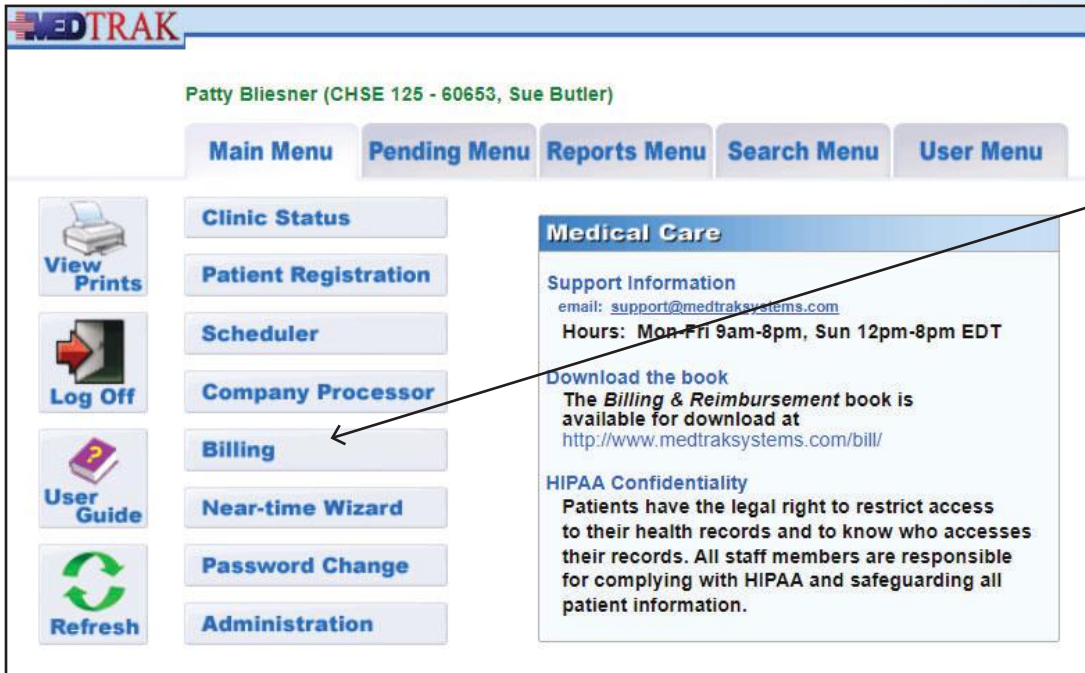 MEDTRAK
Patty Bliesner (CHSE 125 - 60653, Sue Butler)
Main Menu
Pending Menu
Reports Menu
Search Menu
User Menu
View
Prints
Log Off
User
Guide
Refresh
Clinic Status
Patient Registration
Scheduler
Company Processor
Billing
Near-time Wizard
Password Change
Administration
Medical Care
Support Information
email: support@medtraksystems.com
Hours: Mon-Fri 9am-8pm, Sun 12pm-8pm EDT
Download the book
The Billing & Reimbursement book is
available for download at
http://www.medtraksystems.com/bill/
HIPAA Confidentiality
Patients have the legal right to restrict access
to their health records and to know who accesses
their records. All staff members are responsible
for complying with HIPAA and safeguarding all
patient information.